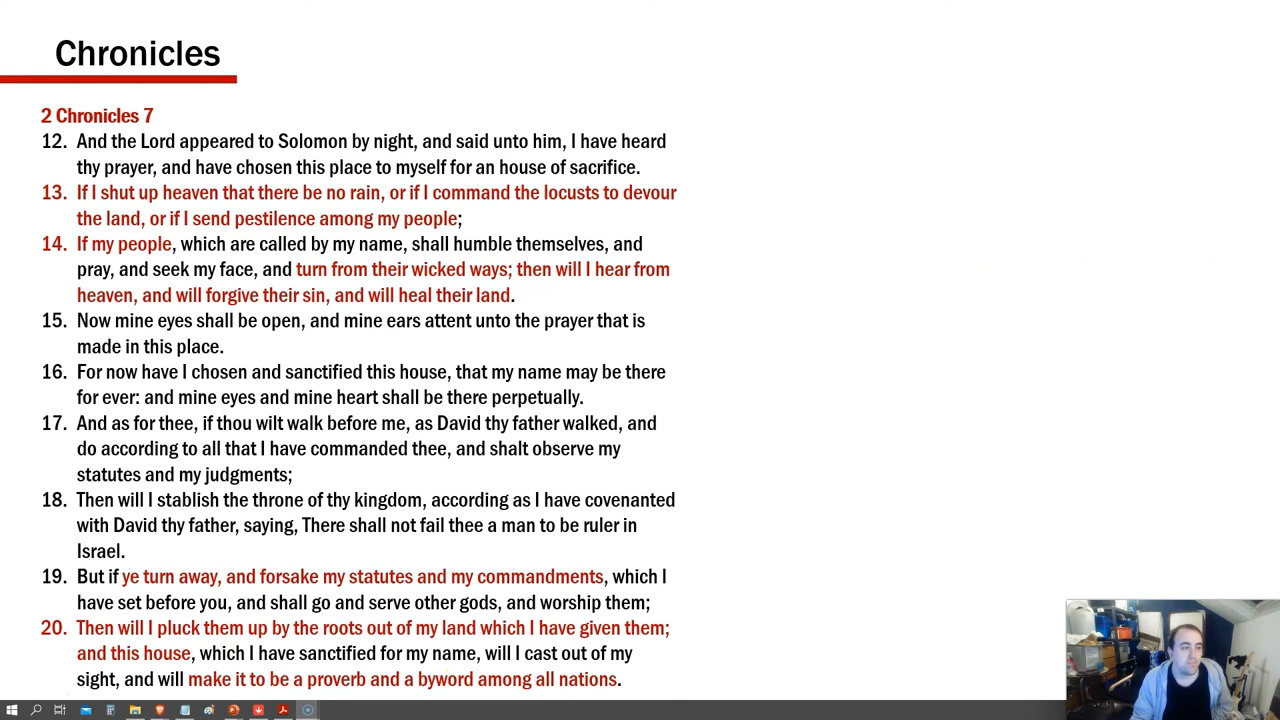 Chronicles
2 Chronicles 7
12. And the Lord appeared to Solomon by night, and said unto him, I have heard
thy prayer, and have chosen this place to myself for an house of sacrifice.
13. If I shut up heaven that there be no rain, or if I command the locusts to devour
the land, or if I send pestilence among my people;
14. If my people, which are called by my name, shall humble themselves, and
pray, and seek my face, and turn from their wicked ways; then will I hear from
heaven, and will forgive their sin, and will heal their land.
15. Now mine eyes shall be open, and mine ears attent unto the prayer that is
made in this place.
16. For now have I chosen and sanctified this house, that my name may be there
for ever: and mine eyes and mine heart shall be there perpetually.
17. And as for thee, if thou wilt walk before me, as David thy father walked, and
do according to all that I have commanded thee, and shalt observe my
statutes and my judgments;
18. Then will I stablish the throne of thy kingdom, according as I have covenanted
with David thy father, saying, There shall not fail thee a man to be ruler in
Israel.
19. But if ye turn away, and forsake my statutes and my commandments, which I
have set before you, and shall go and serve other gods, and worship them;
20. Then will I pluck them up by the roots out of my land which I have given them;
and this house, which I have sanctified for my name, will I cast out of my
sight, and will make it to be a proverb and a byword among all nations.